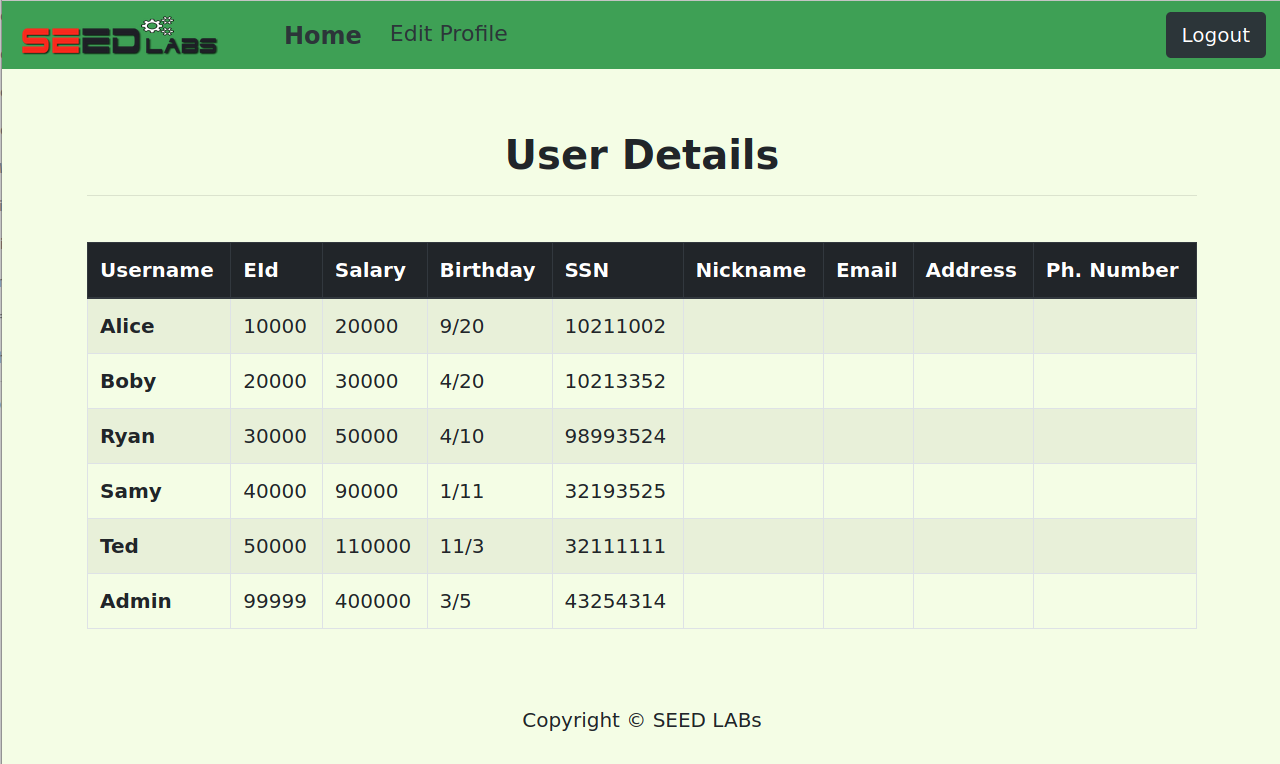 SEED LABS Home Edit Profile Logout
User Details
Username EId Salary Birthday SSN Nickname Email Address Ph. Number
Alice 10000 20000 9/20 10211002
Boby 20000 30000 4/20 10213352
Ryan 30000 50000 4/10 98993524
Samy 40000 90000 1/11 32193525
Ted 50000 110000 11/3 32111111
Admin 99999 400000 3/5 43254314
Copyright © SEED LABs